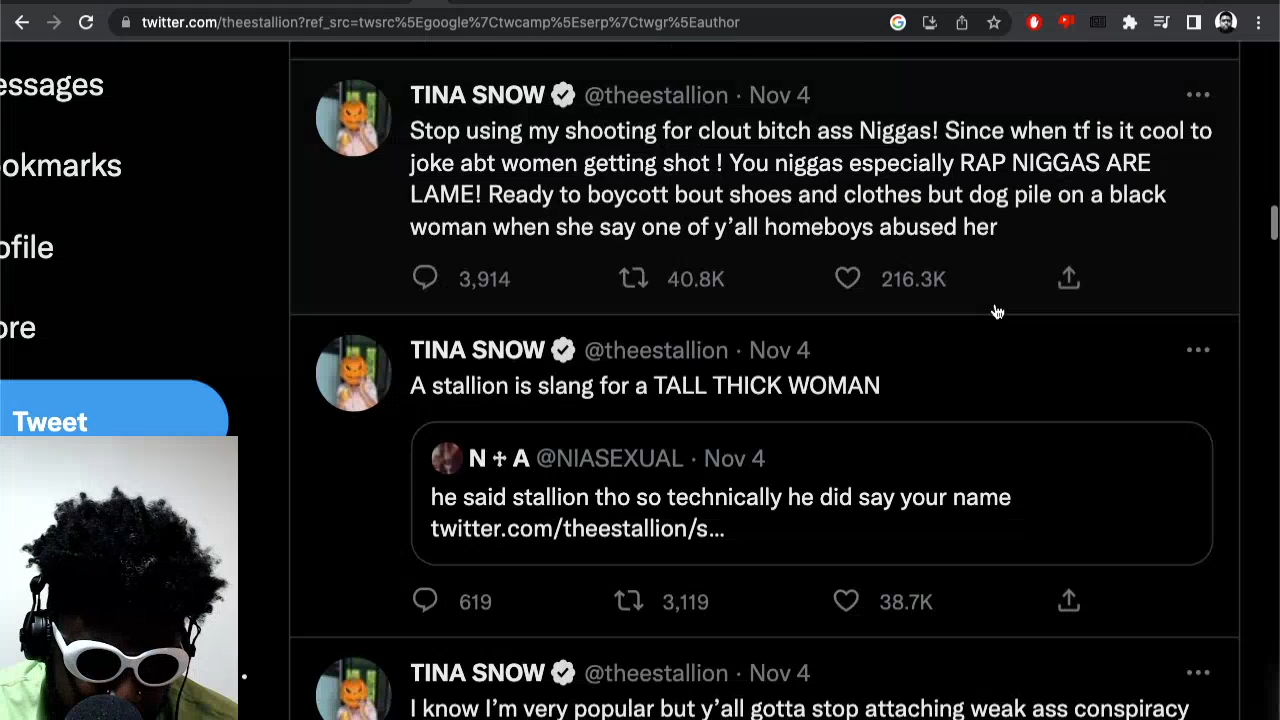 twitter.com/theestallion?ref_src=twsrc%5Egoogle%7Ctwcamp%5Eserp%7Ctwgr%5Eauthor
essages
ookmarks
ofile
ore
Tweet
TINA SNOW @theestallion · Nov 4
Stop using my shooting for clout bitch ass Niggas! Since when tf is it cool to
joke abt women getting shot ! You niggas especially RAP NIGGAS ARE
LAME! Ready to boycott bout shoes and clothes but dog pile on a black
woman when she say one of y’all homeboys abused her
3,914 40.8K 216.3K
TINA SNOW @theestallion · Nov 4
A stallion is slang for a TALL THICK WOMAN
N ✝ A @NIASEXUAL · Nov 4
he said stallion tho so technically he did say your name
twitter.com/theestallion/s…
619 3,119 38.7K
TINA SNOW @theestallion · Nov 4
I know I’m very popular but y’all gotta stop attaching weak ass conspiracy